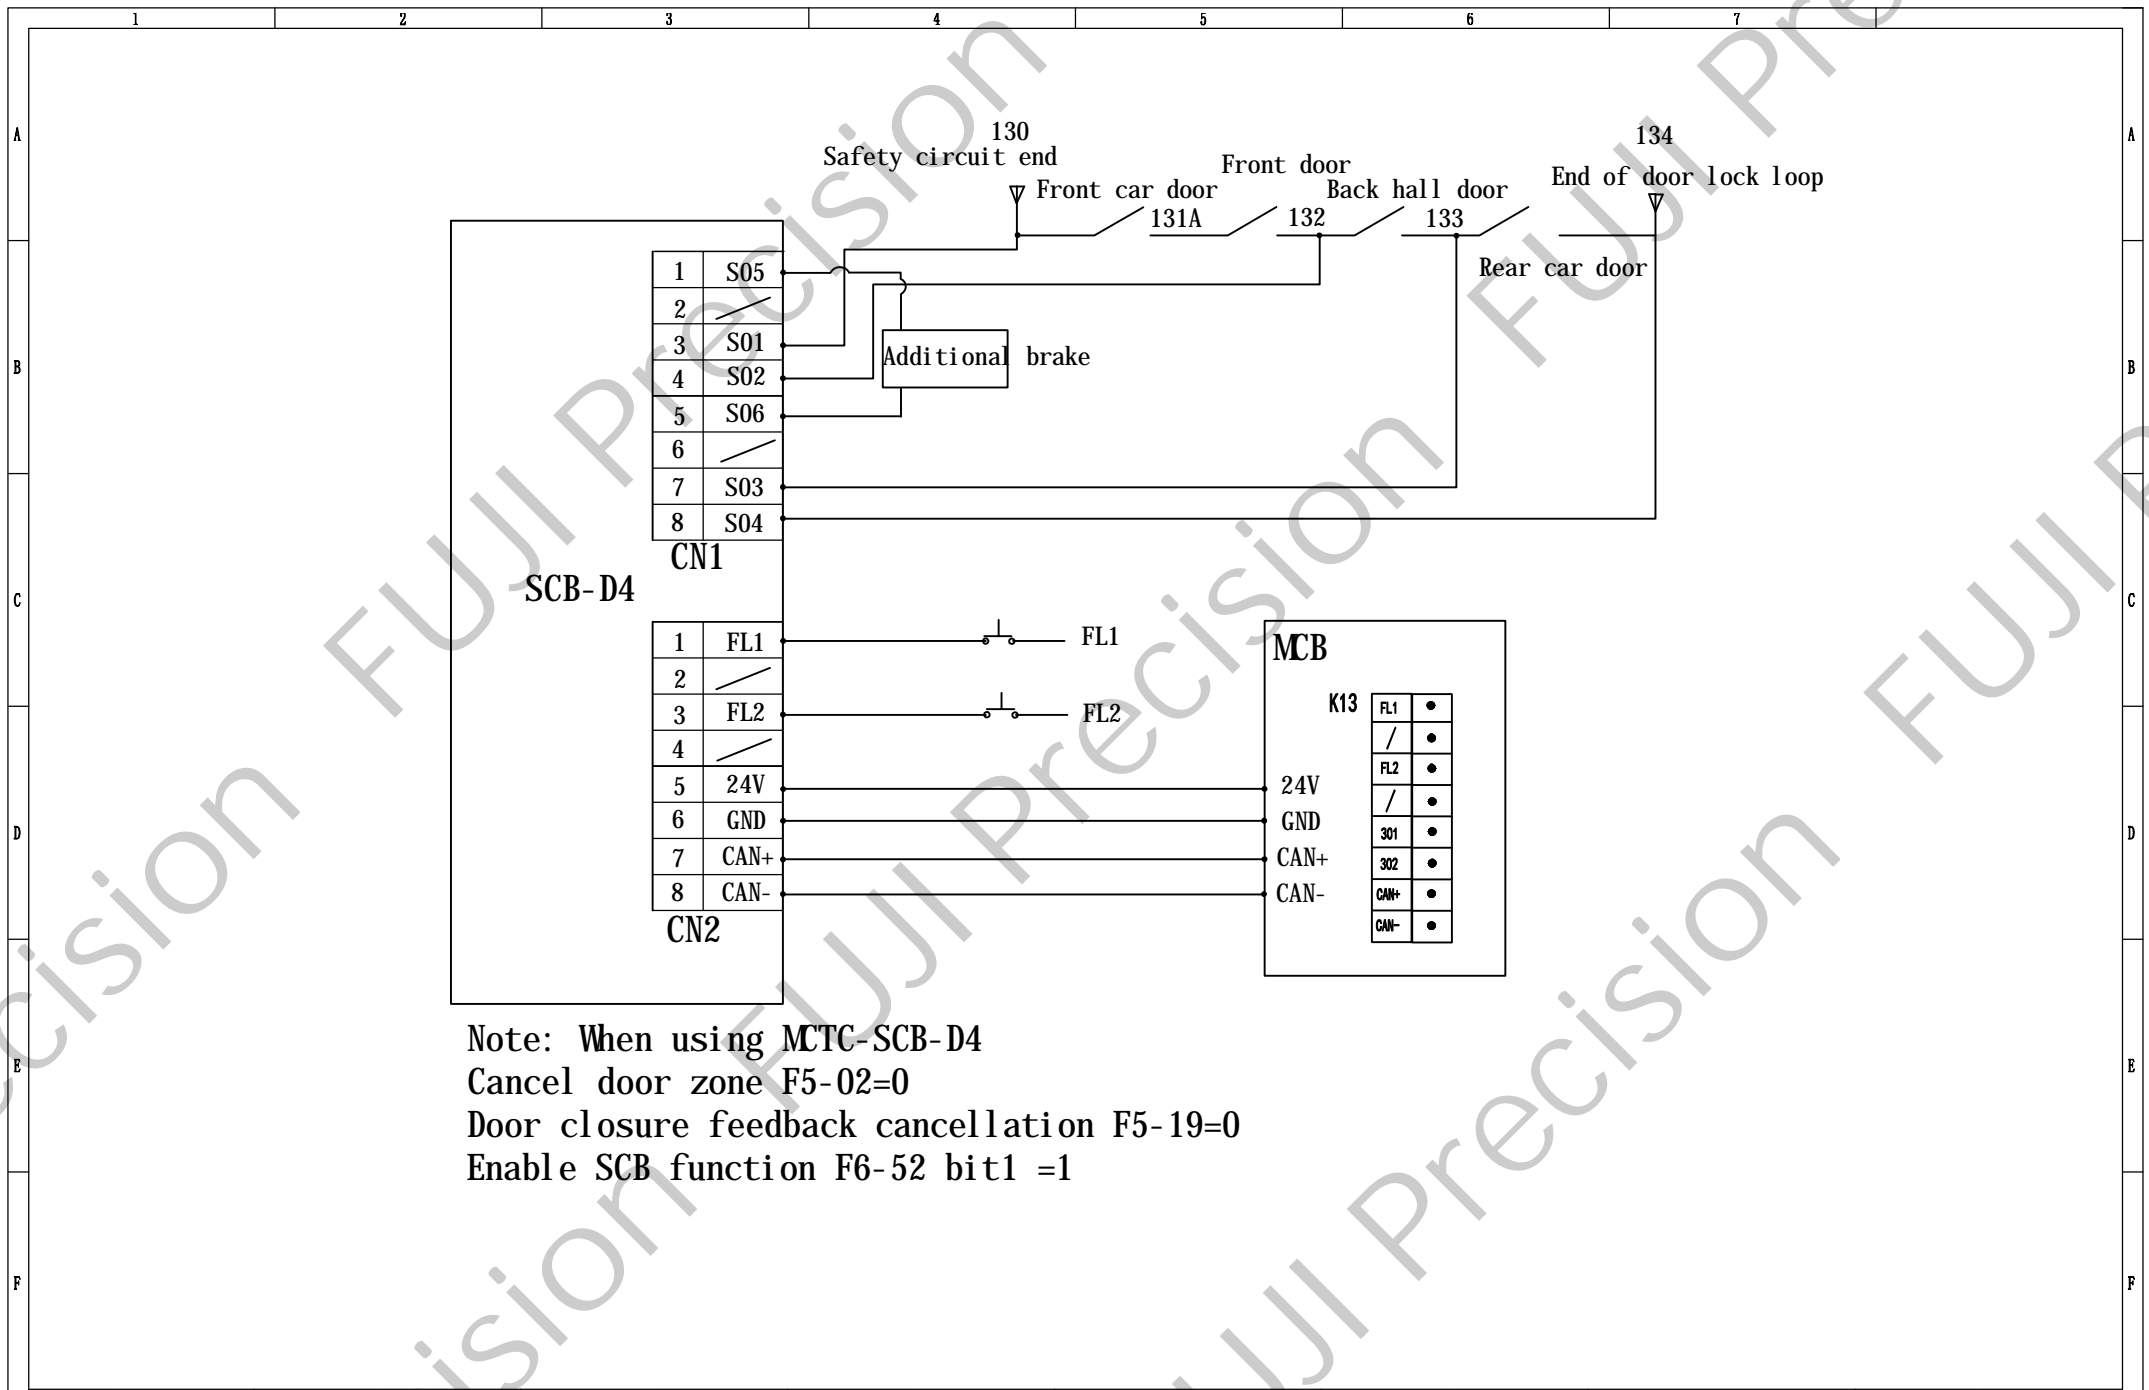 1 2 3 4 5 6 7
A A
B B
C C
D D
E E
F F
130
Safety circuit end
Front car door
131A
Front door
132
Back hall door
133
134
End of door lock loop
Rear car door
1 S05
2
3 S01
4 S02
5 S06
6
7 S03
8 S04
CN1
Additional brake
SCB-D4
1 FL1
2
3 FL2
4
5 24V
6 GND
7 CAN+
8 CAN-
CN2
FL1
FL2
MCB
K13
24V
GND
CAN+
CAN-
FL1
/
FL2
/
301
302
CAN+
CAN-
Note: When using MCTC-SCB-D4
Cancel door zone F5-02=0
Door closure feedback cancellation F5-19=0
Enable SCB function F6-52 bit1 =1
FUJI Precision
FUJI Precision
FUJI Precision